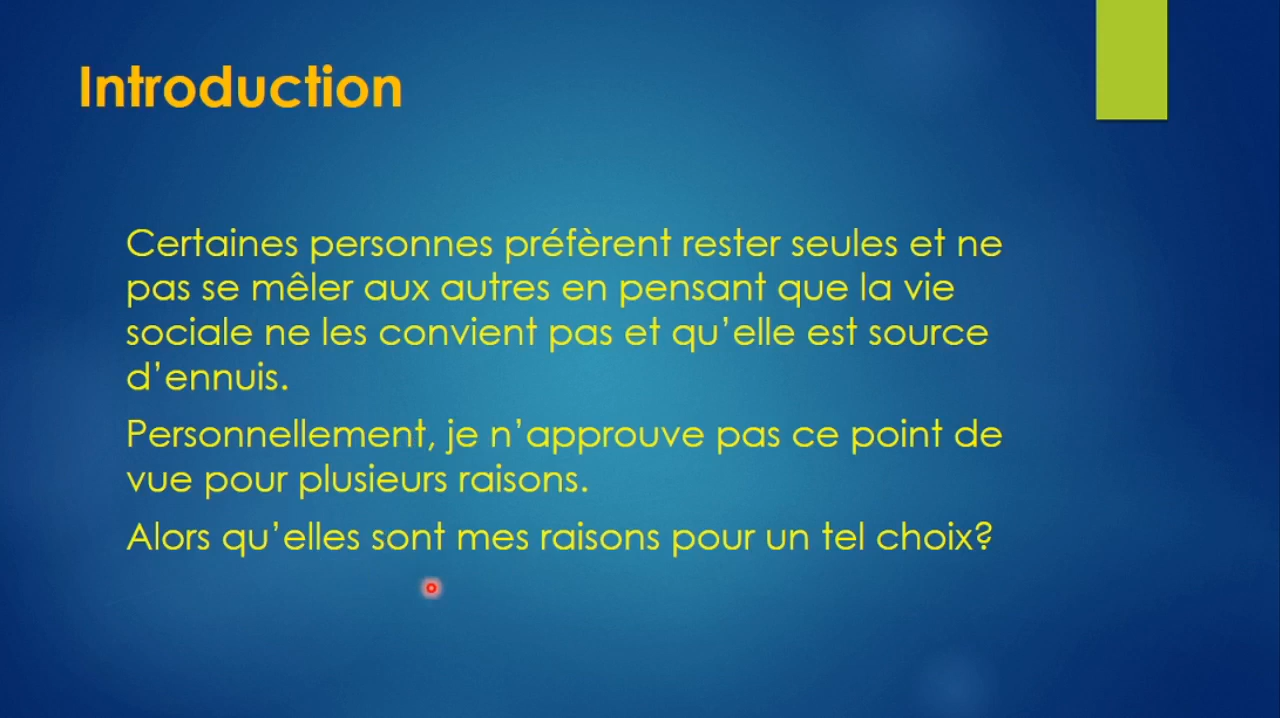 Introduction
Certaines personnes préfèrent rester seules et ne
pas se mêler aux autres en pensant que la vie
sociale ne les convient pas et qu’elle est source
d’ennuis.
Personnellement, je n’approuve pas ce point de
vue pour plusieurs raisons.
Alors qu’elles sont mes raisons pour un tel choix?